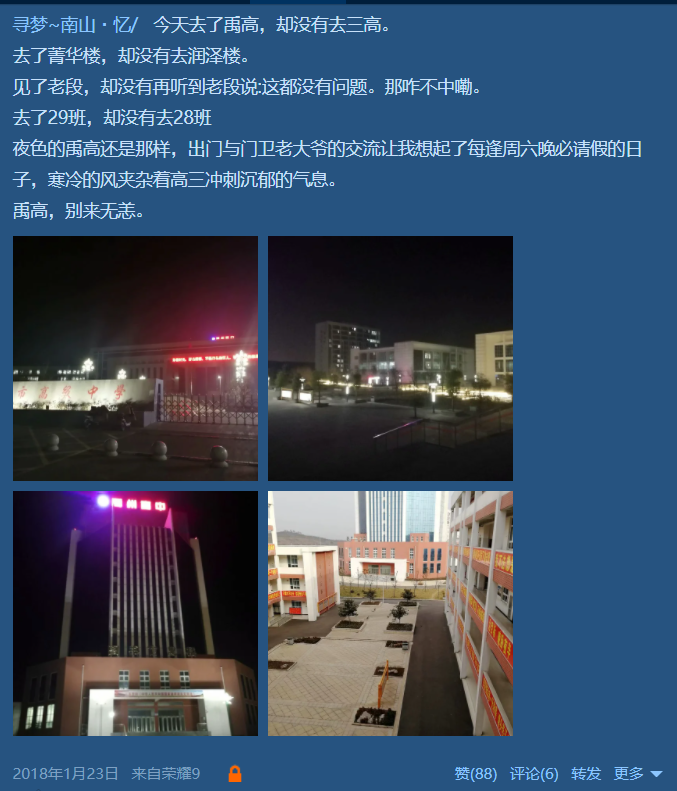 寻梦~南山·忆/ 今天去了禹高，却没有去三高。
去了菁华楼，却没有去润泽楼。
见了老段，却没有再听到老段说:这都没有问题。那咋不中嘞。
去了29班，却没有去28班
夜色的禹高还是那样，出门与门卫老大爷的交流让我想起了每逢周六晚必请假的日
子，寒冷的风夹杂着高三冲刺沉郁的气息。
禹高，别来无恙。
2018年1月23日 来自荣耀9 赞(88) 评论(6) 转发 更多